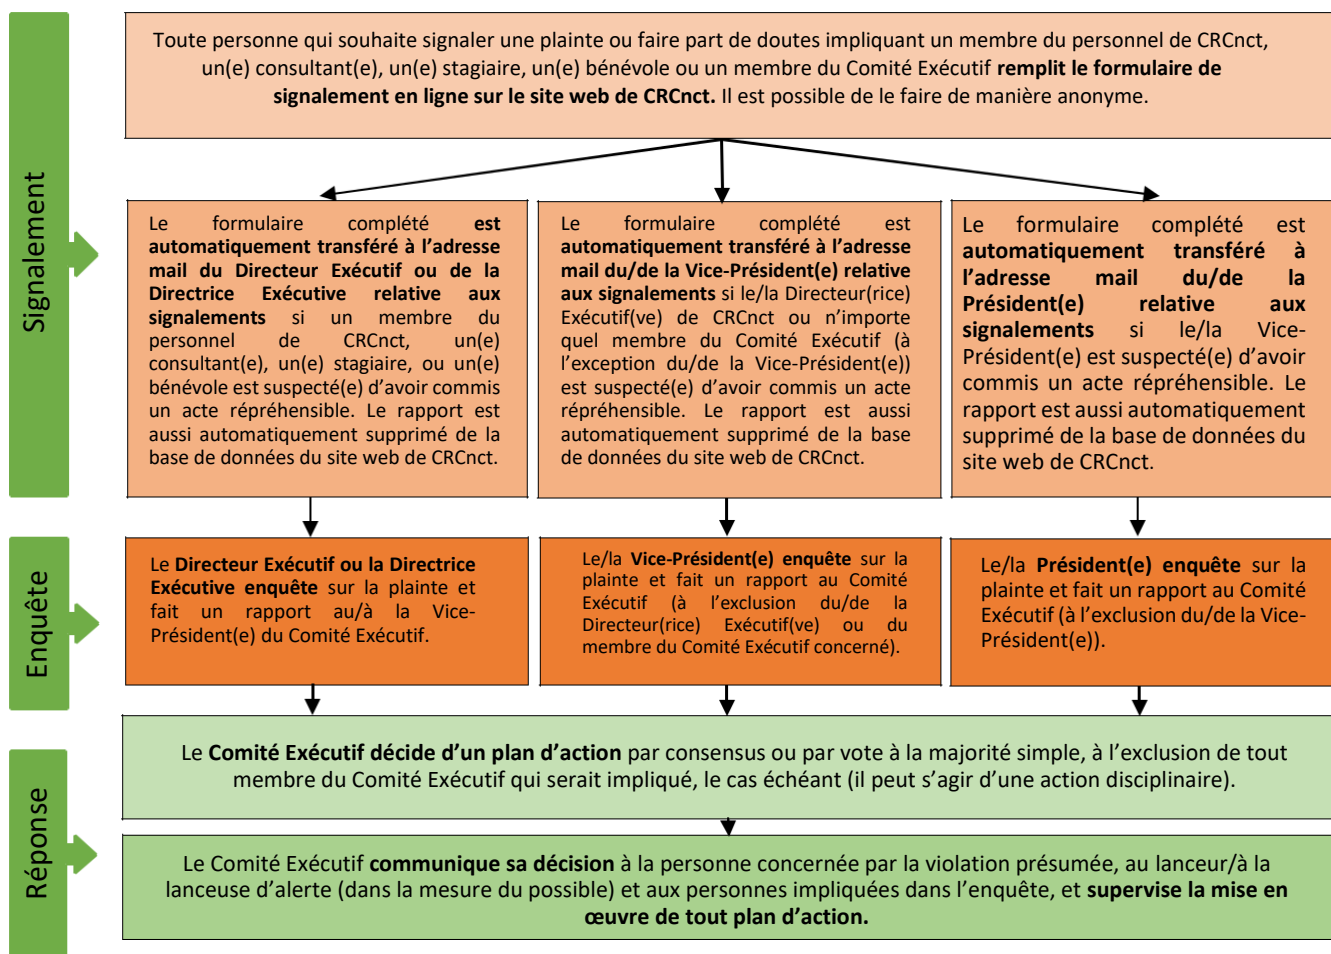 Signalement
Toute personne qui souhaite signaler une plainte ou faire part de doutes impliquant un membre du personnel de CRCnct,
un(e) consultant(e), un(e) stagiaire, un(e) bénévole ou un membre du Comité Exécutif remplit le formulaire de
signalement en ligne sur le site web de CRCnct. Il est possible de le faire de manière anonyme.
Le formulaire complété est
automatiquement transféré à l’adresse
mail du Directeur Exécutif ou de la
Directrice Exécutive relative aux
signalements si un membre du
personnel de CRCnct, un(e)
consultant(e), un(e) stagiaire, ou un(e)
bénévole est suspecté(e) d’avoir commis
un acte répréhensible. Le rapport est
aussi automatiquement supprimé de la
base de données du site web de CRCnct.
Le formulaire complété est
automatiquement transféré à l’adresse
mail du/de la Vice-Président(e) relative
aux signalements si le/la Directeur(rice)
Exécutif(ve) de CRCnct ou n’importe
quel membre du Comité Exécutif (à
l’exception du/de la Vice-Président(e))
est suspecté(e) d’avoir commis un acte
répréhensible. Le rapport est aussi
automatiquement supprimé de la base
de données du site web de CRCnct.
Le formulaire complété est
automatiquement transféré à
l’adresse mail du/de la
Président(e) relative aux
signalements si le/la Vice-
Président(e) est suspecté(e) d’avoir
commis un acte répréhensible. Le
rapport est aussi automatiquement
supprimé de la base de données du
site web de CRCnct.
Enquête
Le Directeur Exécutif ou la Directrice
Exécutive enquête sur la plainte et
fait un rapport au/à la Vice-
Président(e) du Comité Exécutif.
Le/la Vice-Président(e) enquête sur la
plainte et fait un rapport au Comité
Exécutif (à l’exclusion du/de la
Directeur(rice) Exécutif(ve) ou du
membre du Comité Exécutif concerné).
Le/la Président(e) enquête sur la
plainte et fait un rapport au Comité
Exécutif (à l’exclusion du/de la Vice-
Président(e)).
Réponse
Le Comité Exécutif décide d’un plan d’action par consensus ou par vote à la majorité simple, à l’exclusion de tout
membre du Comité Exécutif qui serait impliqué, le cas échéant (il peut s’agir d’une action disciplinaire).
Le Comité Exécutif communique sa décision à la personne concernée par la violation présumée, au lanceur/à la
lanceuse d’alerte (dans la mesure du possible) et aux personnes impliquées dans l’enquête, et supervise la mise en
œuvre de tout plan d’action.